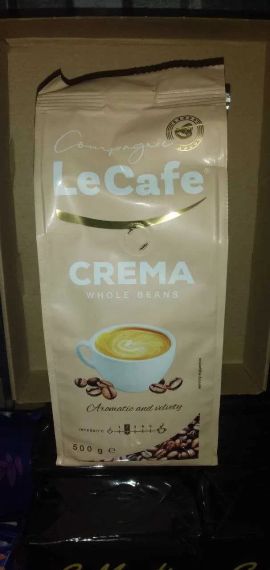 Compagnie
LeCafe®
CREMA
WHOLE BEANS
Aromatic and velvety
INTENSITY
500 g e